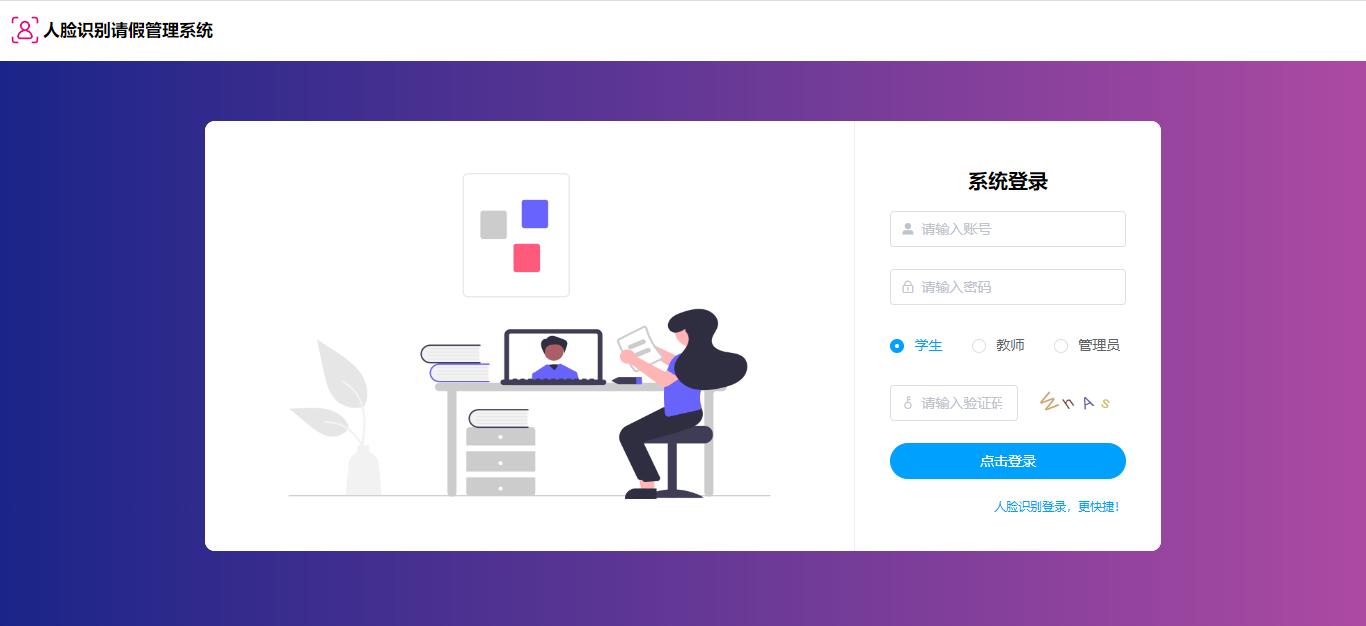 人脸识别请假管理系统
系统登录
请输入账号
请输入密码
学生 教师 管理员
请输入验证码 ZnAs
点击登录
人脸识别登录，更快捷！